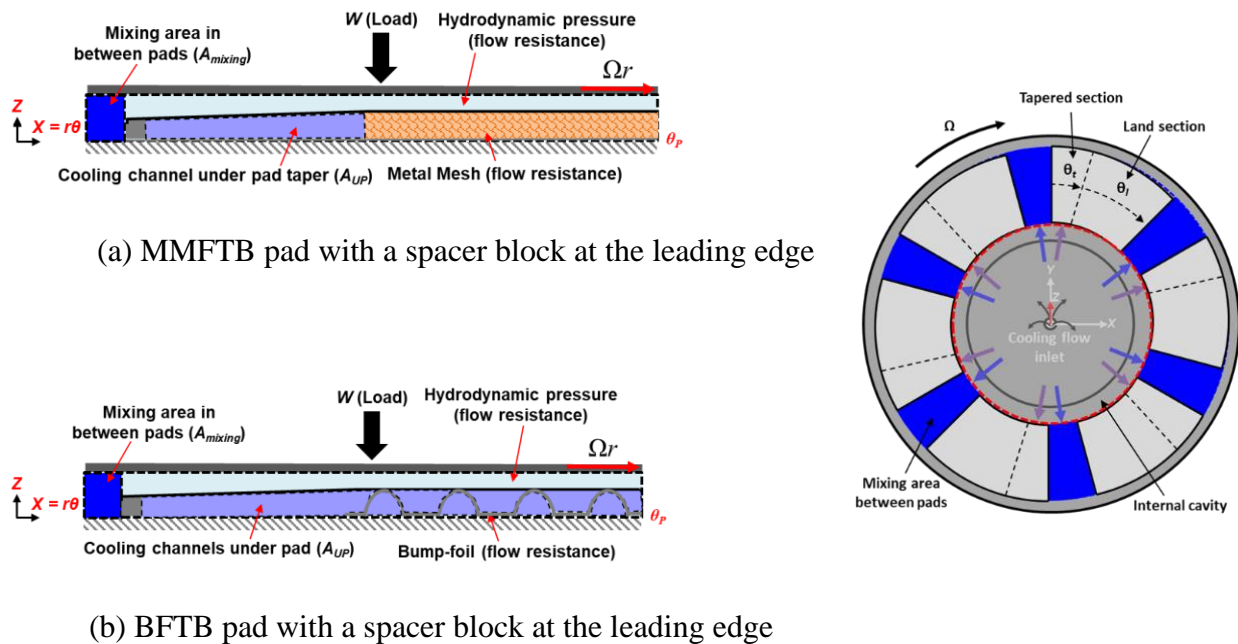 Mixing area in
between pads (A_mixing)
W (Load)
Hydrodynamic pressure
(flow resistance)
Ωr
Z
X = rθ
θ_P
Cooling channel under pad taper (A_UP)
Metal Mesh (flow resistance)
(a) MMFTB pad with a spacer block at the leading edge
Mixing area in
between pads (A_mixing)
W (Load)
Hydrodynamic pressure
(flow resistance)
Ωr
Z
X = rθ
θ_P
Cooling channels under pad (A_UP)
Bump-foil (flow resistance)
(b) BFTB pad with a spacer block at the leading edge
Tapered section
Land section
Ω
θ_t
θ_l
Y
Z
X
Cooling flow
inlet
Mixing area
between pads
Internal cavity